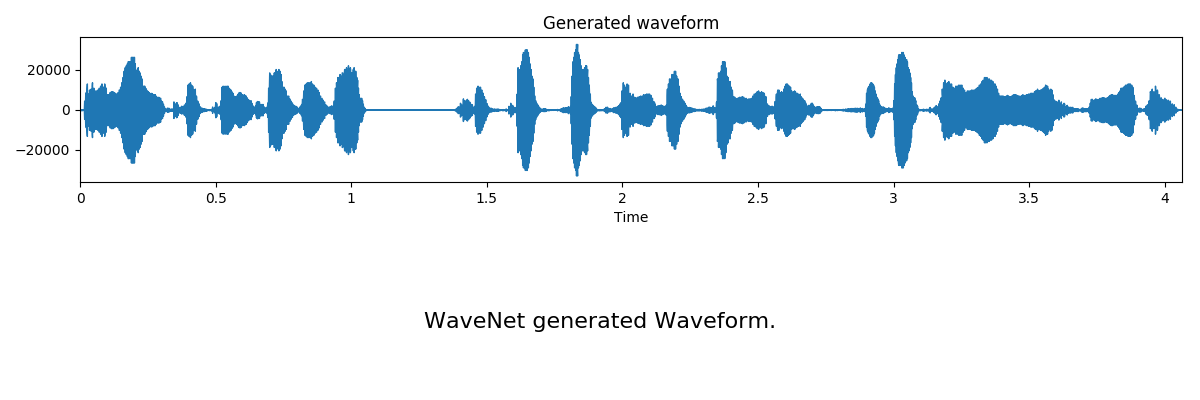 Generated waveform
20000
0
−20000
0 0.5 1 1.5 2 2.5 3 3.5 4
Time
WaveNet generated Waveform.